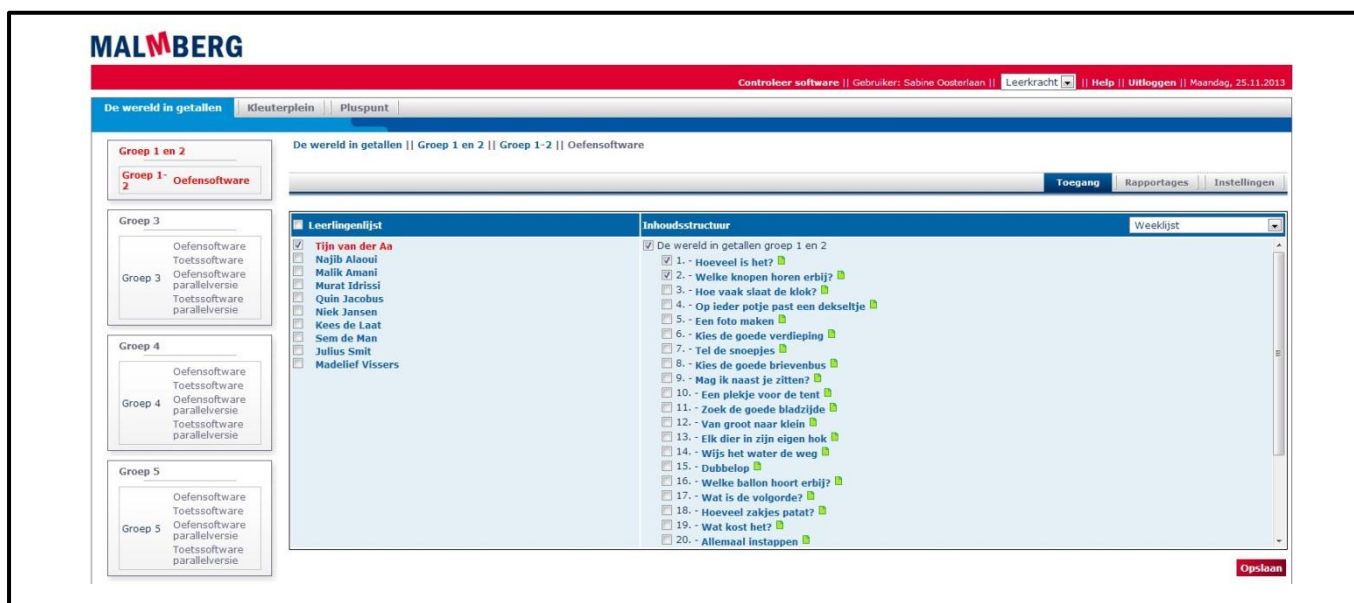 MALMBERG
Controleer software || Gebruiker: Sabine Oosterlaan || Leerkracht || Help || Uitloggen || Maandag, 25.11.2013
De wereld in getallen Kleuterplein Pluspunt
Groep 1 en 2
Groep 1-
2 Oefensoftware
Groep 3
Groep 3
Oefensoftware
Toetssoftware
Oefensoftware
parallelversie
Toetssoftware
parallelversie
Groep 4
Groep 4
Oefensoftware
Toetssoftware
Oefensoftware
parallelversie
Toetssoftware
parallelversie
Groep 5
Groep 5
Oefensoftware
Toetssoftware
Oefensoftware
parallelversie
Toetssoftware
parallelversie
De wereld in getallen || Groep 1 en 2 || Groep 1-2 || Oefensoftware
Toegang Rapportages Instellingen
Leerlingenlijst
Tijn van der Aa
Najib Alaoui
Malik Amani
Murat Idrissi
Quin Jacobus
Niek Jansen
Kees de Laat
Sem de Man
Julius Smit
Madelief Vissers
Inhoudsstructuur Weeklijst
De wereld in getallen groep 1 en 2
1. - Hoeveel is het?
2. - Welke knopen horen erbij?
3. - Hoe vaak slaat de klok?
4. - Op ieder potje past een dekseltje
5. - Een foto maken
6. - Kies de goede verdieping
7. - Tel de snoepjes
8. - Kies de goede brievenbus
9. - Mag ik naast je zitten?
10. - Een plekje voor de tent
11. - Zoek de goede bladzijde
12. - Van groot naar klein
13. - Elk dier in zijn eigen hok
14. - Wijs het water de weg
15. - Dubbelop
16. - Welke ballon hoort erbij?
17. - Wat is de volgorde?
18. - Hoeveel zakjes patat?
19. - Wat kost het?
20. - Allemaal instappen
Opslaan